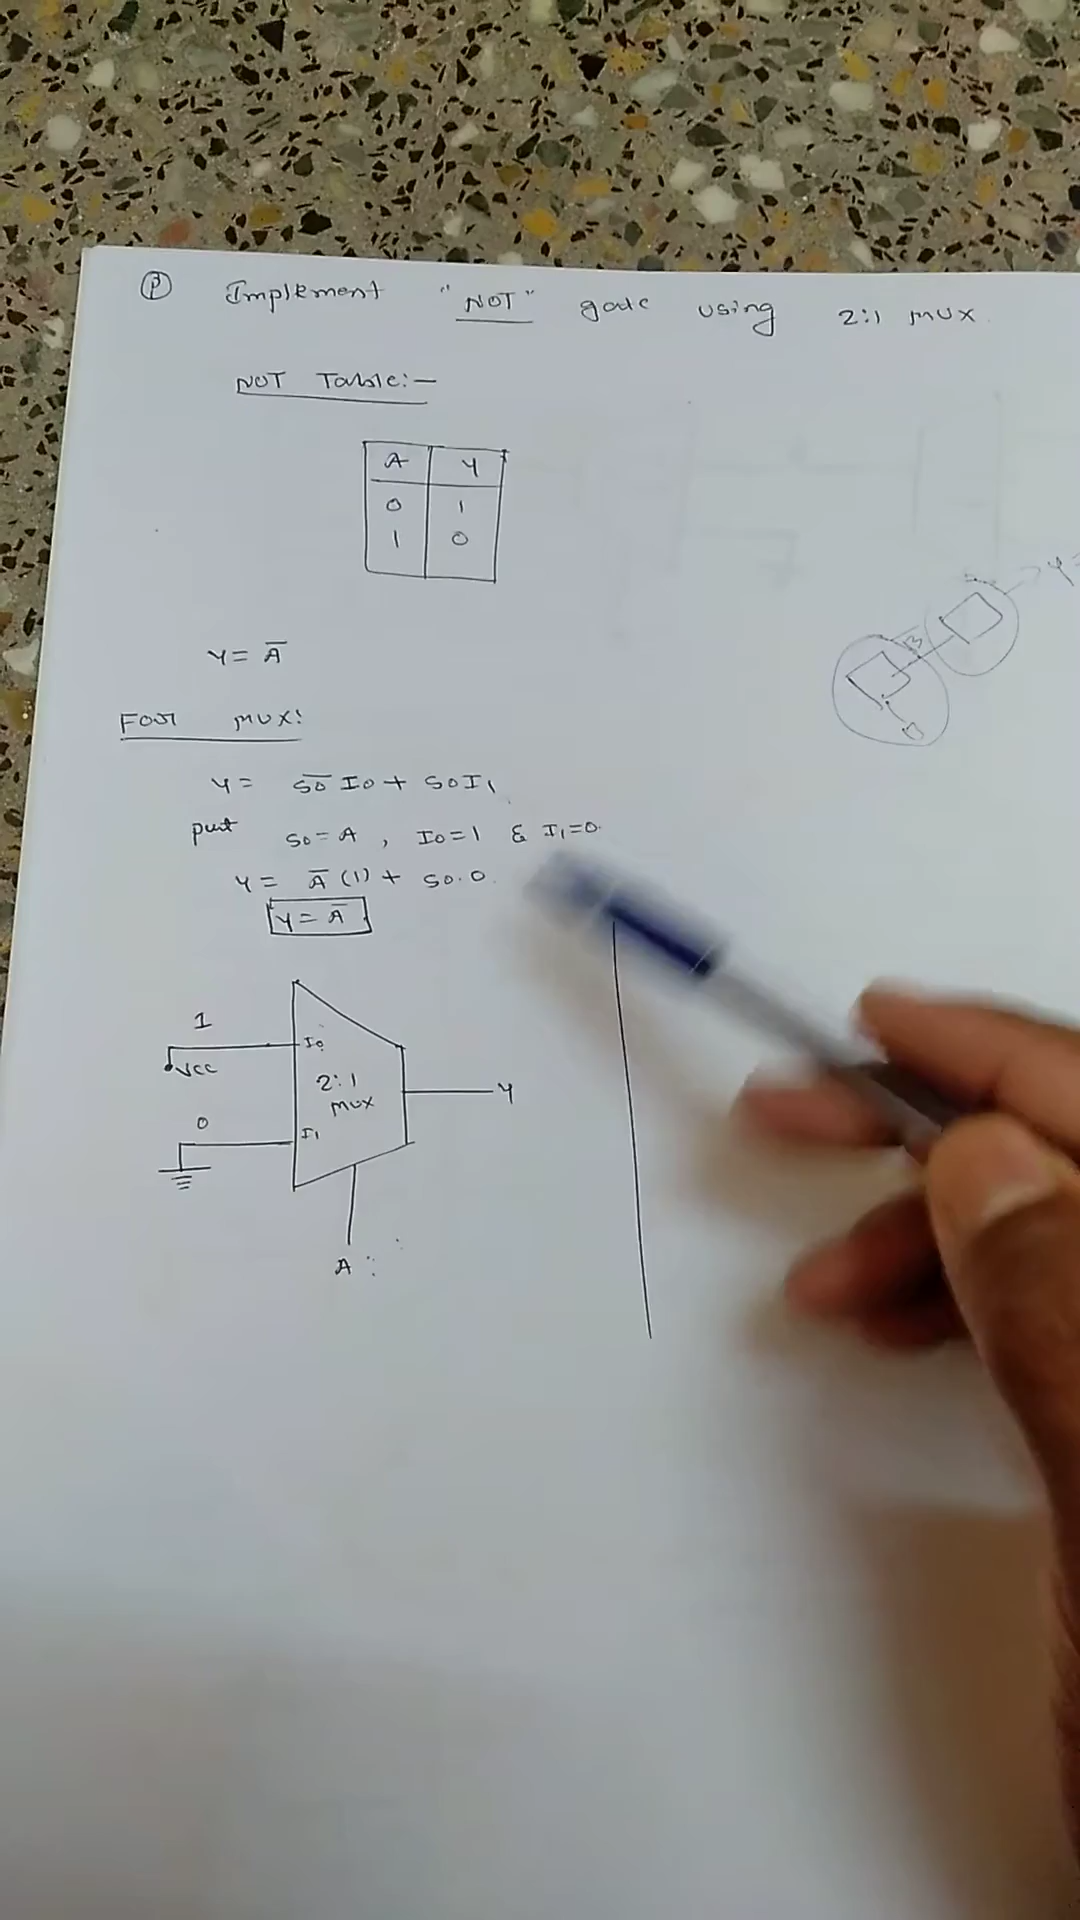 P Implement "NOT" gate using 2:1 MUX.
NOT Table:-
A Y
0 1
1 0
Y = A̅
For MUX:
Y = S̅0̅ I0 + S0 I1
put S0 = A , I0 = 1 & I1 = 0
Y = A̅ (1) + S0.0
Y = A̅
1
I0
VCC
2:1
MUX
Y
0
I1
A
B
Y=